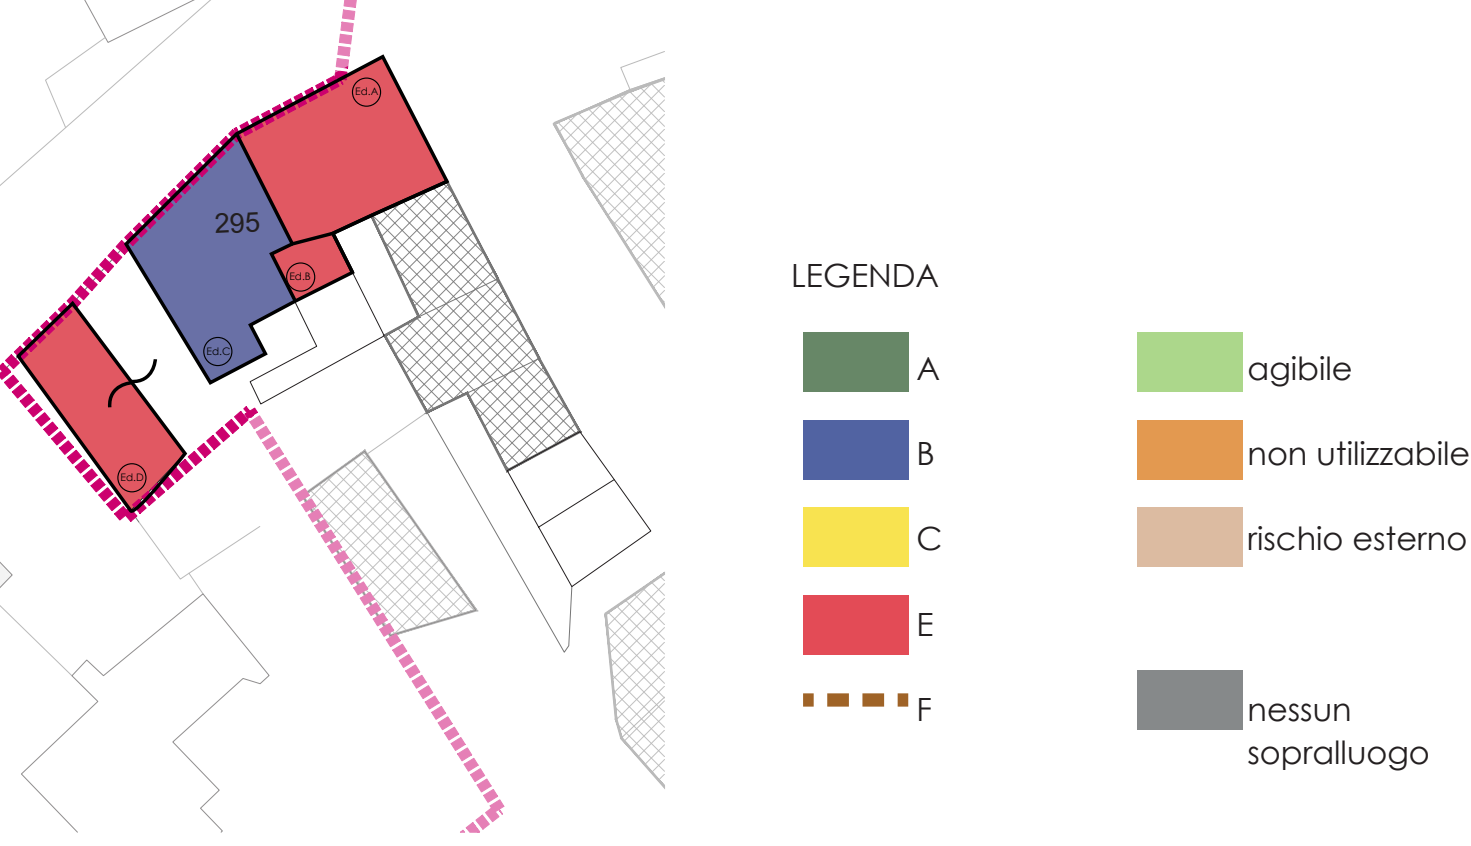 Ed.A
295
Ed.B
Ed.C
Ed.D
LEGENDA
A
B
C
E
F
agibile
non utilizzabile
rischio esterno
nessun
sopralluogo